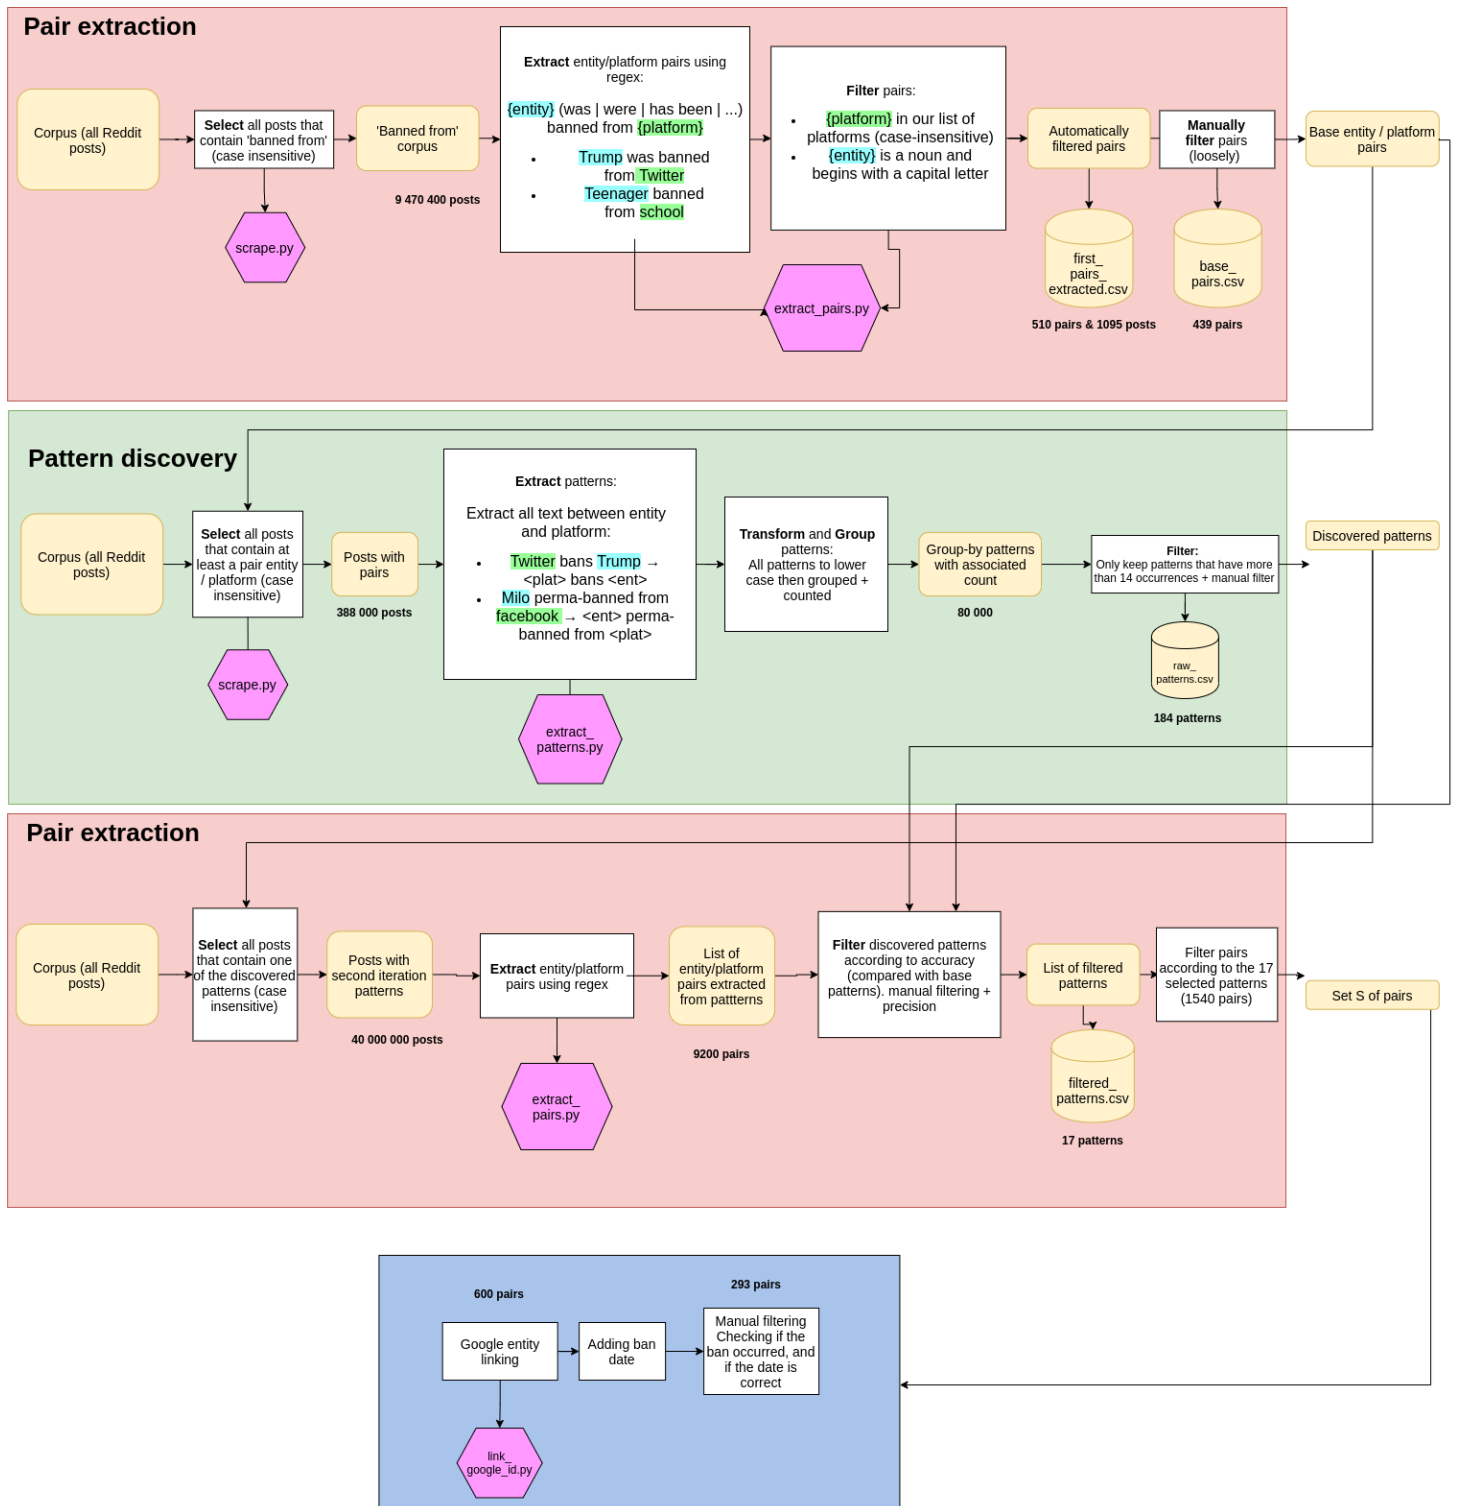 Pair extraction
Corpus (all Reddit
posts)
Select all posts that
contain 'banned from'
(case insensitive)
scrape.py
'Banned from'
corpus
9 470 400 posts
Extract entity/platform pairs using
regex:
{entity} (was | were | has been | ...)
banned from {platform}
• Trump was banned
from Twitter
• Teenager banned
from school
Filter pairs:
• {platform} in our list of
platforms (case-insensitive)
• {entity} is a noun and
begins with a capital letter
extract_pairs.py
Automatically
filtered pairs
first_
pairs_
extracted.csv
510 pairs & 1095 posts
Manually
filter pairs
(loosely)
base_
pairs.csv
439 pairs
Base entity / platform
pairs
Pattern discovery
Corpus (all Reddit
posts)
Select all posts
that contain at
least a pair entity
/ platform (case
insensitive)
scrape.py
Posts with
pairs
388 000 posts
Extract patterns:
Extract all text between entity
and platform:
• Twitter bans Trump →
<plat> bans <ent>
• Milo perma-banned from
facebook → <ent> perma-
banned from <plat>
extract_
patterns.py
Transform and Group
patterns:
All patterns to lower
case then grouped +
counted
Group-by patterns
with associated
count
80 000
Filter:
Only keep patterns that have more
than 14 occurrences + manual filter
raw_
patterns.csv
184 patterns
Discovered patterns
Pair extraction
Corpus (all Reddit
posts)
Select all posts
that contain one
of the discovered
patterns (case
insensitive)
Posts with
second iteration
patterns
40 000 000 posts
Extract entity/platform
pairs using regex
extract_
pairs.py
List of
entity/platform
pairs extracted
from pattterns
9200 pairs
Filter discovered patterns
according to accuracy
(compared with base
patterns). manual filtering +
precision
List of filtered
patterns
filtered_
patterns.csv
17 patterns
Filter pairs
according to the 17
selected patterns
(1540 pairs)
Set S of pairs
600 pairs
Google entity
linking
link_
google_id.py
Adding ban
date
293 pairs
Manual filtering
Checking if the
ban occurred, and
if the date is
correct